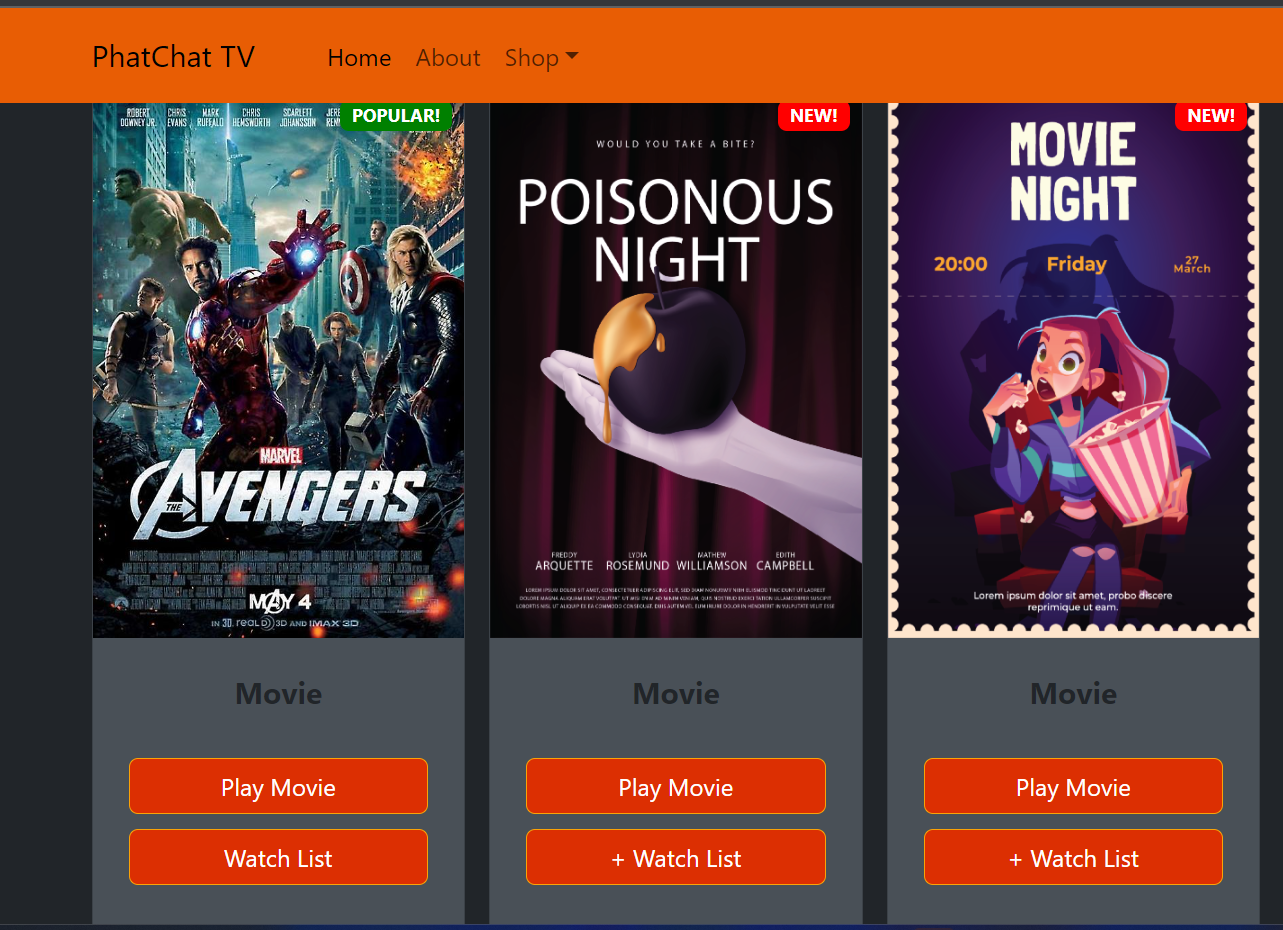 PhatChat TV
Home
About
Shop
ROBERT DOWNEY JR.
CHRIS EVANS
MARK RUFFALO
CHRIS HEMSWORTH
SCARLETT JOHANSSON
POPULAR!
MARVEL
THE AVENGERS
MAY 4
IN 3D, REAL D 3D AND IMAX 3D
Movie
Play Movie
Watch List
NEW!
WOULD YOU TAKE A BITE?
POISONOUS
NIGHT
FREDDY ARQUETTE
LYDIA ROSEMUND
MATHEW WILLIAMSON
EDITH CAMPBELL
LOREM IPSUM DOLOR SIT AMET, CONSECTETUER ADIPISCING ELIT, SED DIAM NONUMMY NIBH EUISMOD TINCIDUNT UT LAOREET
DOLORE MAGNA ALIQUAM ERAT VOLUTPAT. UT WISI ENIM AD MINIM VENIAM, QUIS NOSTRUD EXERCI TATION ULLAMCORPER SUSCIPIT
LOBORTIS NISL UT ALIQUIP EX EA COMMODO CONSEQUAT. DUIS AUTEM VEL EUM IRIURE DOLOR IN HENDRERIT IN VULPUTATE VELIT ESSE
Movie
Play Movie
+ Watch List
NEW!
MOVIE
NIGHT
20:00
Friday
27
March
Lorem ipsum dolor sit amet, probo discere
reprimique ut eam.
Movie
Play Movie
+ Watch List